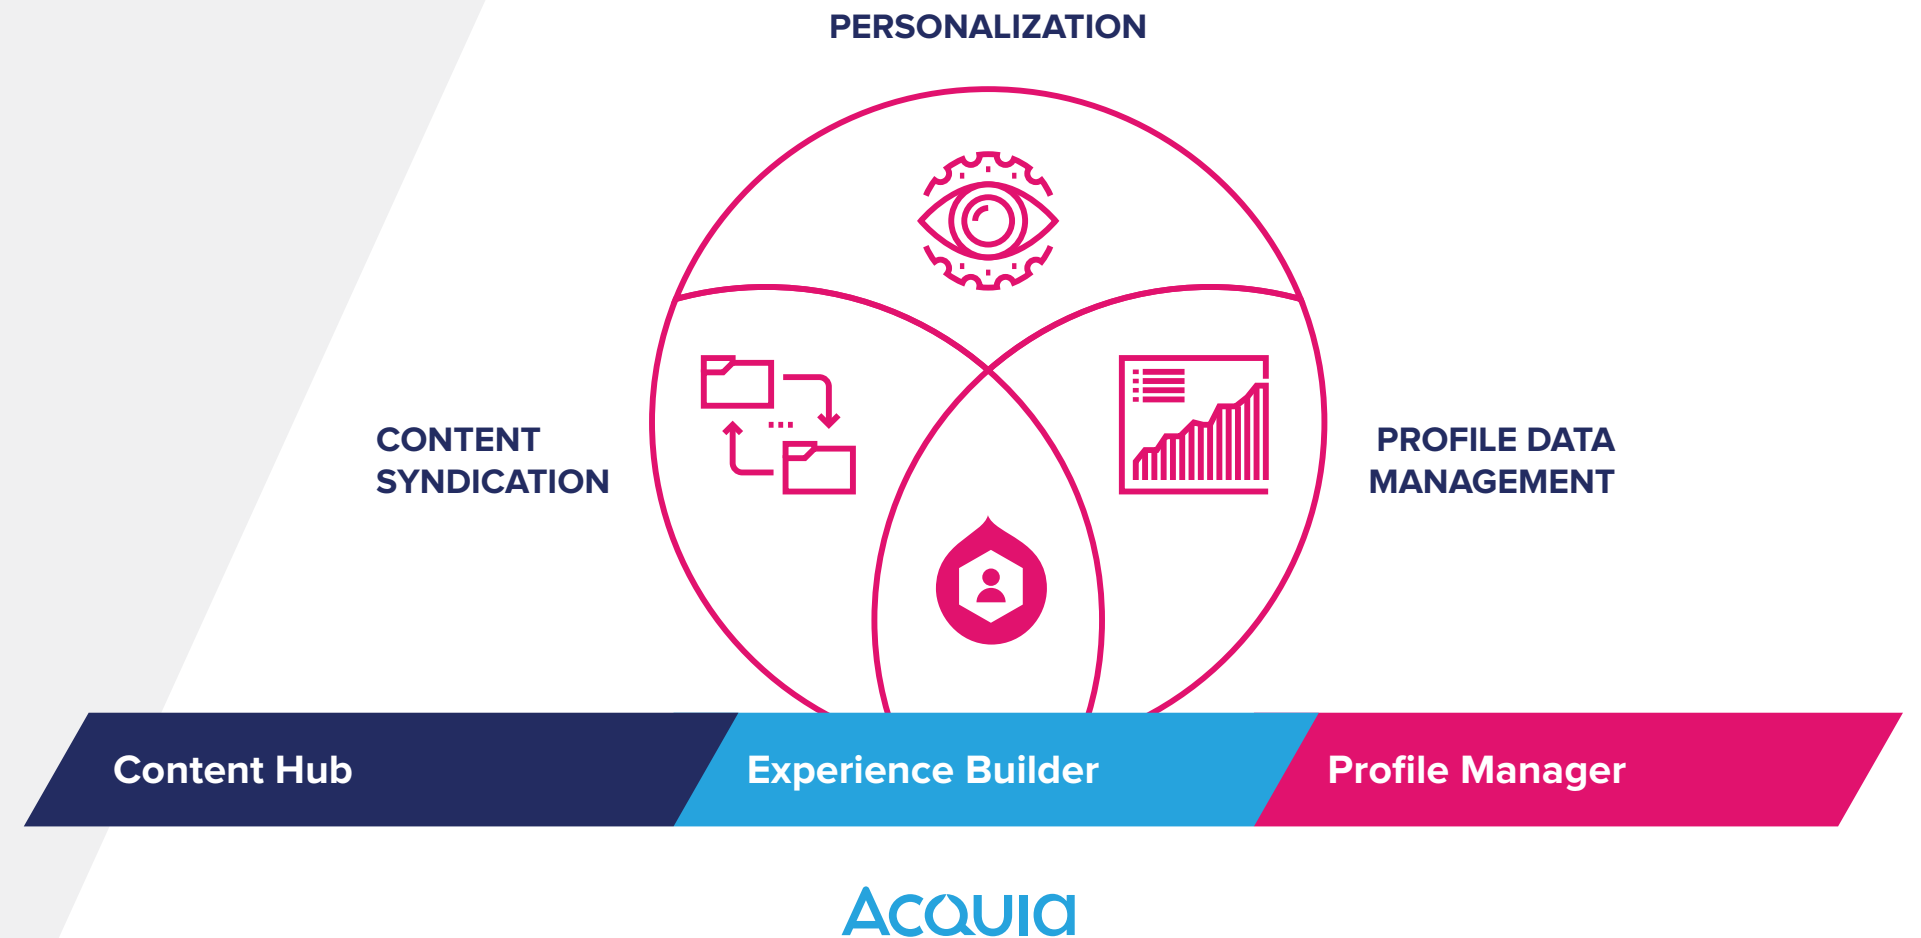 PERSONALIZATION
CONTENT
SYNDICATION
PROFILE DATA
MANAGEMENT
Content Hub
Experience Builder
Profile Manager
Acquia